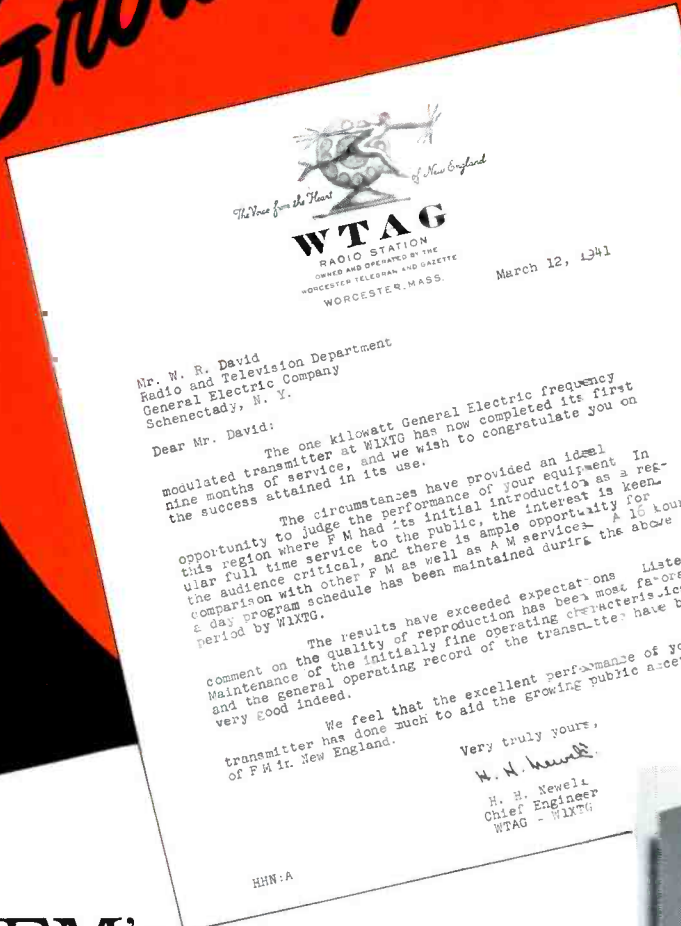 The Voice from the Heart of New England
WTAG
RADIO STATION
OWNED AND OPERATED BY THE
WORCESTER TELEGRAM AND GAZETTE
WORCESTER, MASS.
March 12, 1941
Mr. W. R. David
Radio and Television Department
General Electric Company
Schenectady, N. Y.
Dear Mr. David:
The one kilowatt General Electric frequency
modulated transmitter at W1XTG has now completed its first
nine months of service, and we wish to congratulate you on
the success attained in its use.
The circumstances have provided an ideal
opportunity to judge the performance of your equipment In
this region where F M had its initial introduction as a reg-
ular full time service to the public, the interest is keen
the audience critical, and there is ample opportunity for
comparison with other F M as well as A M services. A 16 hour
a day program schedule has been maintained during the above
period by W1XTG.
The results have exceeded expectations Liste
comment on the quality of reproduction has been most favora
Maintenance of the initially fine operating characteristics
and the general operating record of the transmitter have b
very good indeed.
We feel that the excellent performance of yo
transmitter has done much to aid the growing public acce
of F M in New England.
Very truly yours,
H. H. Newell
H. H. Newell
Chief Engineer
WTAG - W1XTG
HHN:A